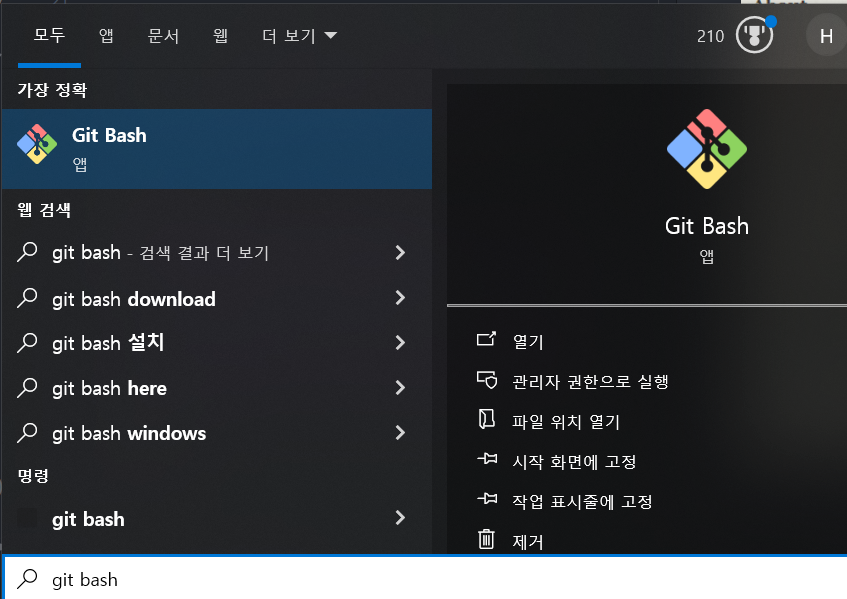 모두 앱 문서 웹 더 보기 210 H
가장 정확
Git Bash
앱
웹 검색
git bash - 검색 결과 더 보기
git bash download
git bash 설치
git bash here
git bash windows
명령
git bash
Git Bash
앱
열기
관리자 권한으로 실행
파일 위치 열기
시작 화면에 고정
작업 표시줄에 고정
제거
git bash